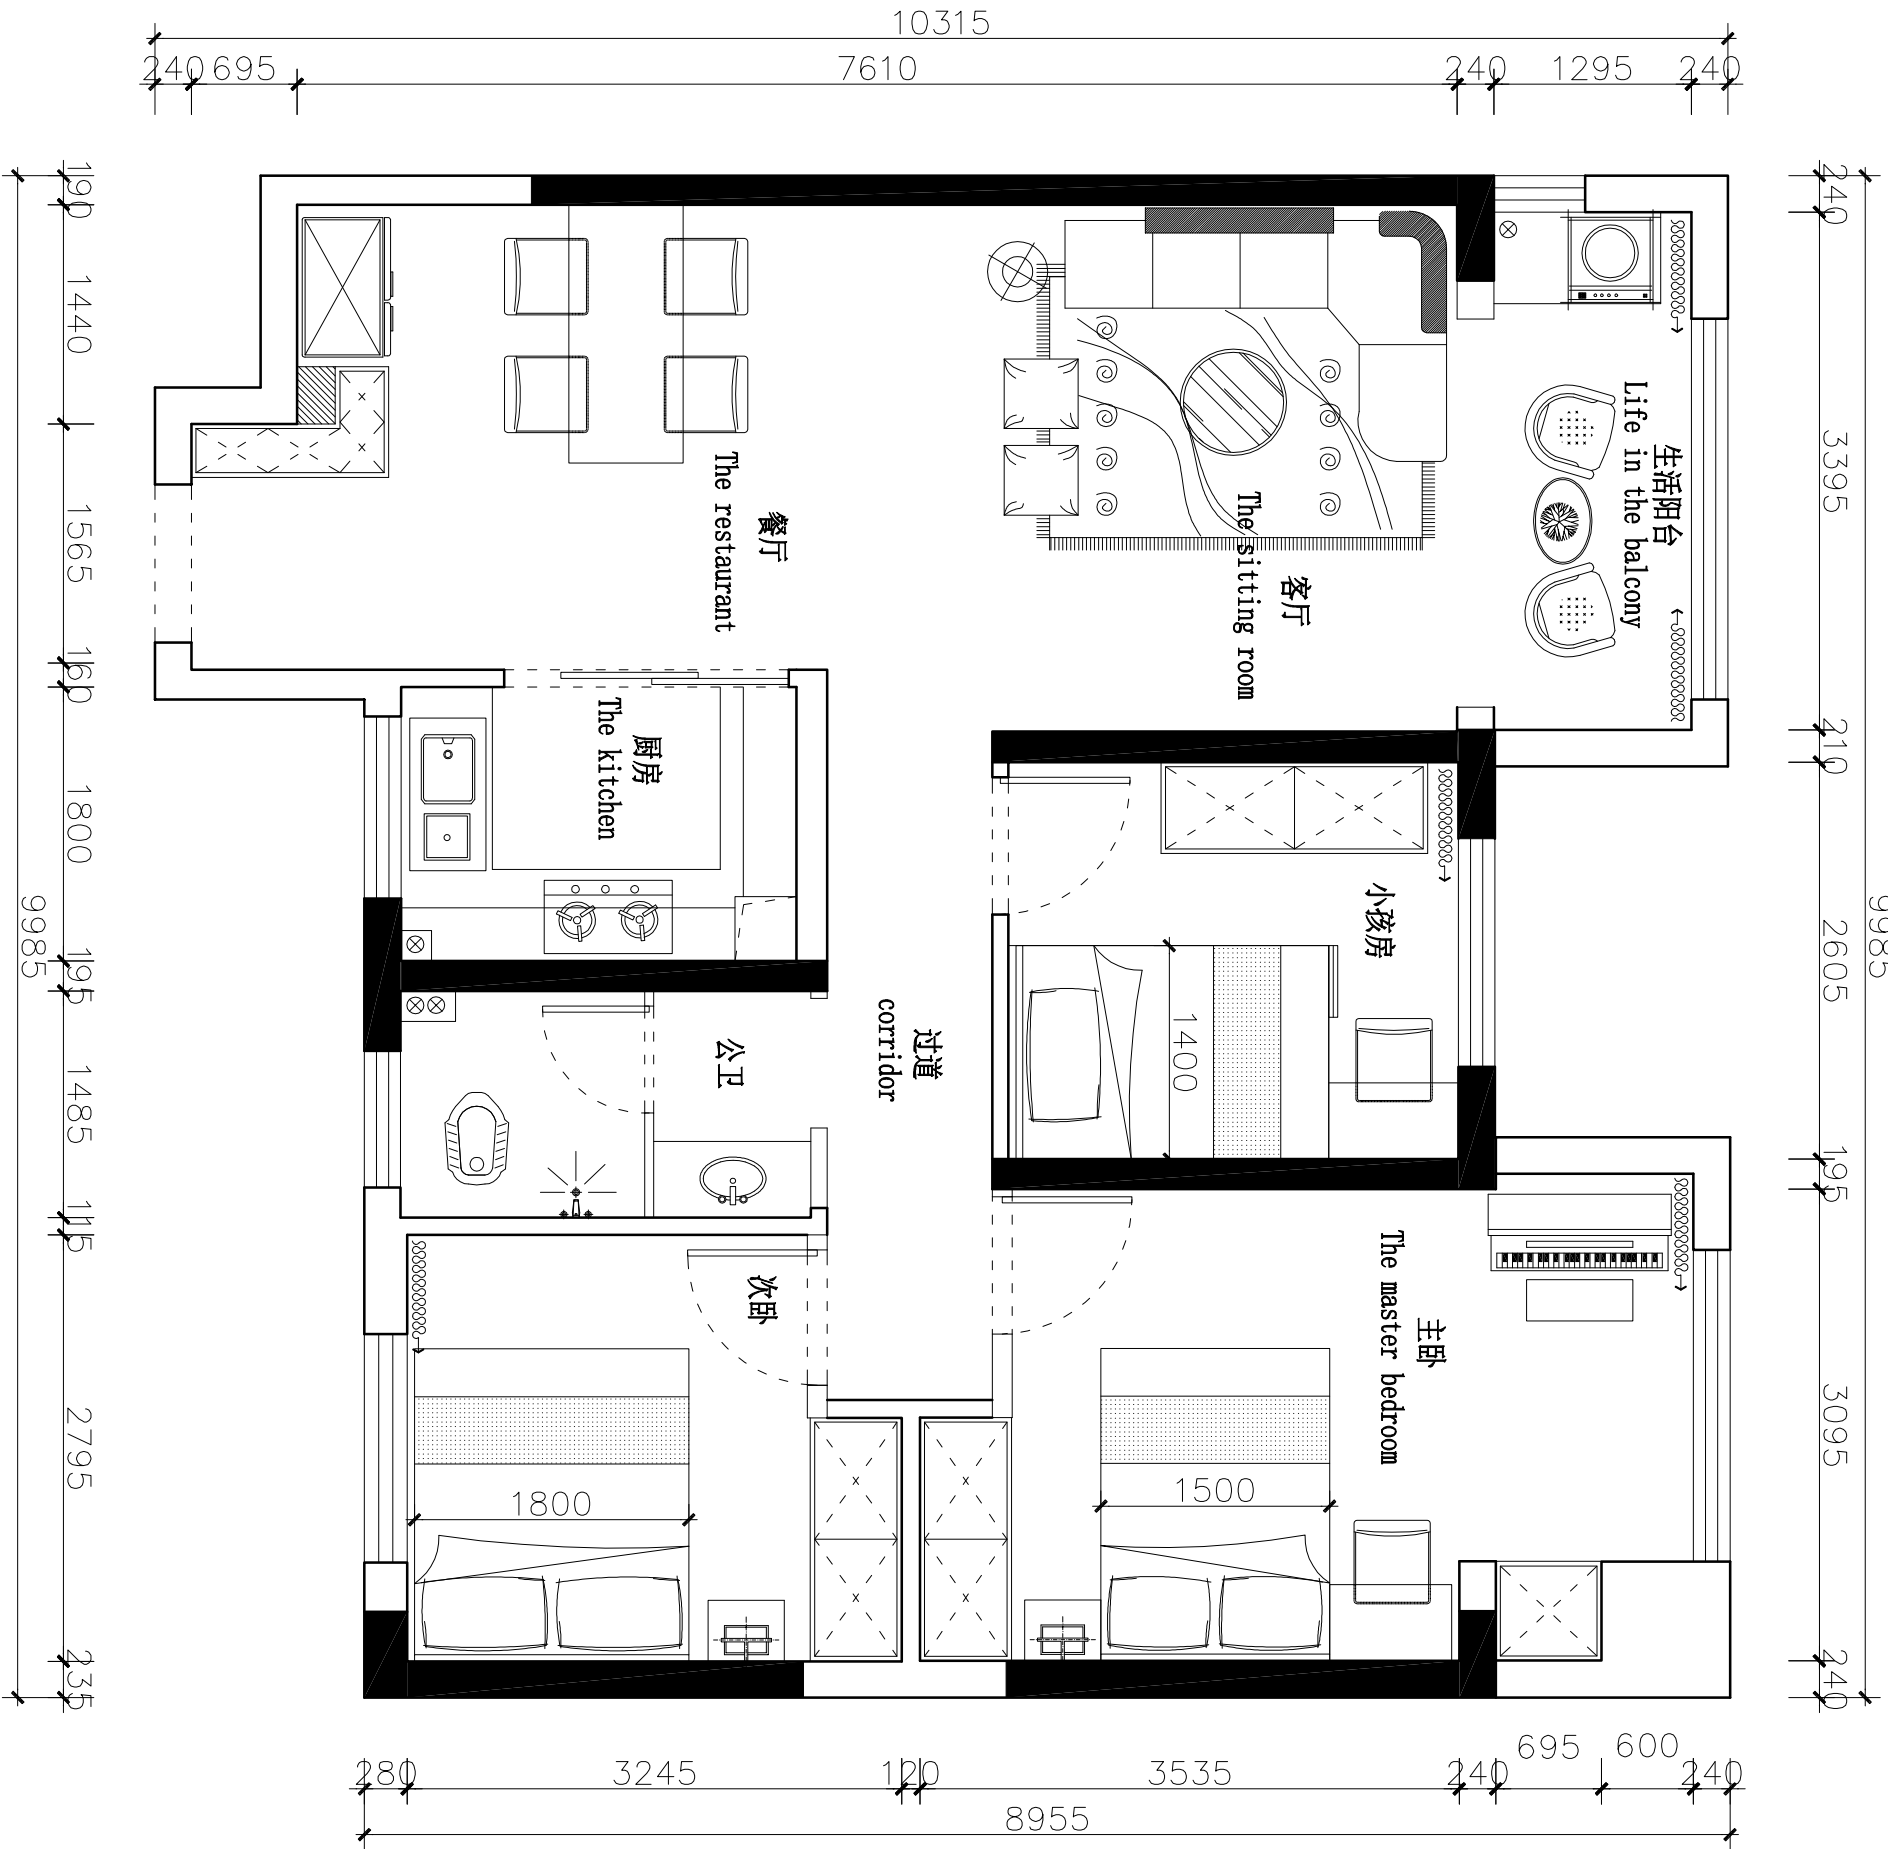 10315
240
695
7610
240
1295
240
190
1440
1565
160
1800
195
1485
115
2795
235
9985
240
3395
210
2605
195
3095
240
9985
餐厅
The restaurant
客厅
The sitting room
生活阳台
Life in the balcony
厨房
The kitchen
小孩房
1400
过道
corridor
公卫
次卧
1800
主卧
The master bedroom
1500
280
3245
120
3535
240
695
600
240
8955